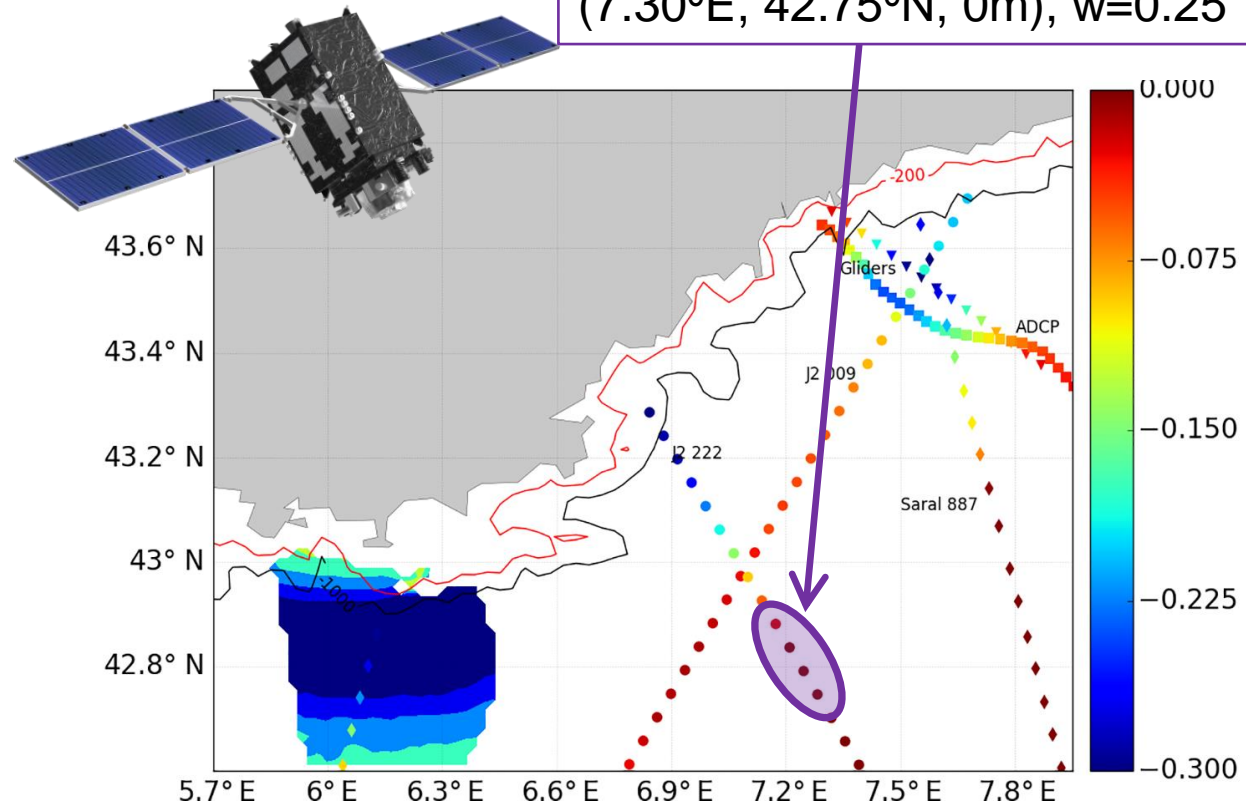 (7.30ºE, 42.75ºN, 0m), w=0.25
0.000
-200
43.6° N
Gliders
−0.075
ADCP
43.4° N
J2 009
−0.150
43.2° N
J2 222
Saral 887
43° N
-1000
−0.225
42.8° N
−0.300
5.7° E 6° E 6.3° E 6.6° E 6.9° E 7.2° E 7.5° E 7.8° E